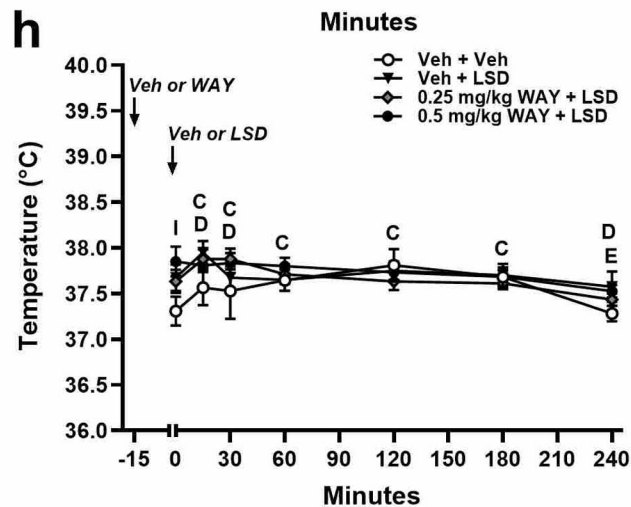 h
Minutes
Veh + Veh
Veh + LSD
0.25 mg/kg WAY + LSD
0.5 mg/kg WAY + LSD
Veh or WAY
Veh or LSD
Temperature (°C)
40.0
39.5
39.0
38.5
38.0
37.5
37.0
36.5
36.0
I
C
D
C
D
C
C
C
D
E
-15 0 30 60 90 120 150 180 210 240
Minutes